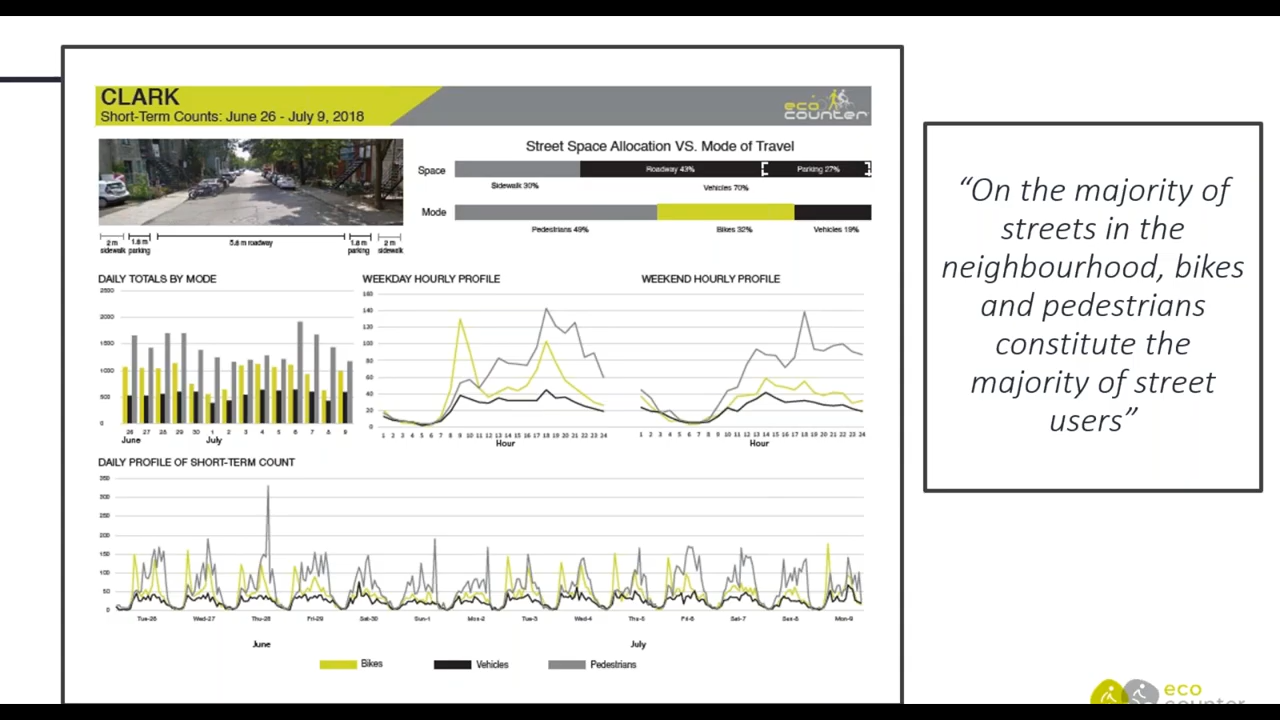 CLARK
Short-Term Counts: June 26 - July 9, 2018
eco
counter
Street Space Allocation VS. Mode of Travel
Space
Roadway 43%
Parking 27%
Sidewalk 30%
Vehicles 70%
Mode
Pedestrians 49%
Bikes 32%
Vehicles 19%
2 m
sidewalk
1.8 m
parking
5.8 m roadway
1.8 m
parking
2 m
sidewalk
DAILY TOTALS BY MODE
2500
2000
1500
1000
500
0
26 27 28 29 30 1 2 3 4 5 6 7 8 9
June July
WEEKDAY HOURLY PROFILE
160
140
120
100
80
60
40
20
0
1 2 3 4 5 6 7 8 9 10 11 12 13 14 15 16 17 18 19 20 21 22 23 24
Hour
WEEKEND HOURLY PROFILE
1 2 3 4 5 6 7 8 9 10 11 12 13 14 15 16 17 18 19 20 21 22 23 24
Hour
DAILY PROFILE OF SHORT-TERM COUNT
350
300
250
200
150
100
50
0
Tue-26 Wed-27 Thu-28 Fri-29 Sat-30 Sun-1 Mon-2 Tue-3 Wed-4 Thu-5 Fri-6 Sat-7 Sun-8 Mon-9
June July
Bikes Vehicles Pedestrians
“On the majority of
streets in the
neighbourhood, bikes
and pedestrians
constitute the
majority of street
users”
eco
counter